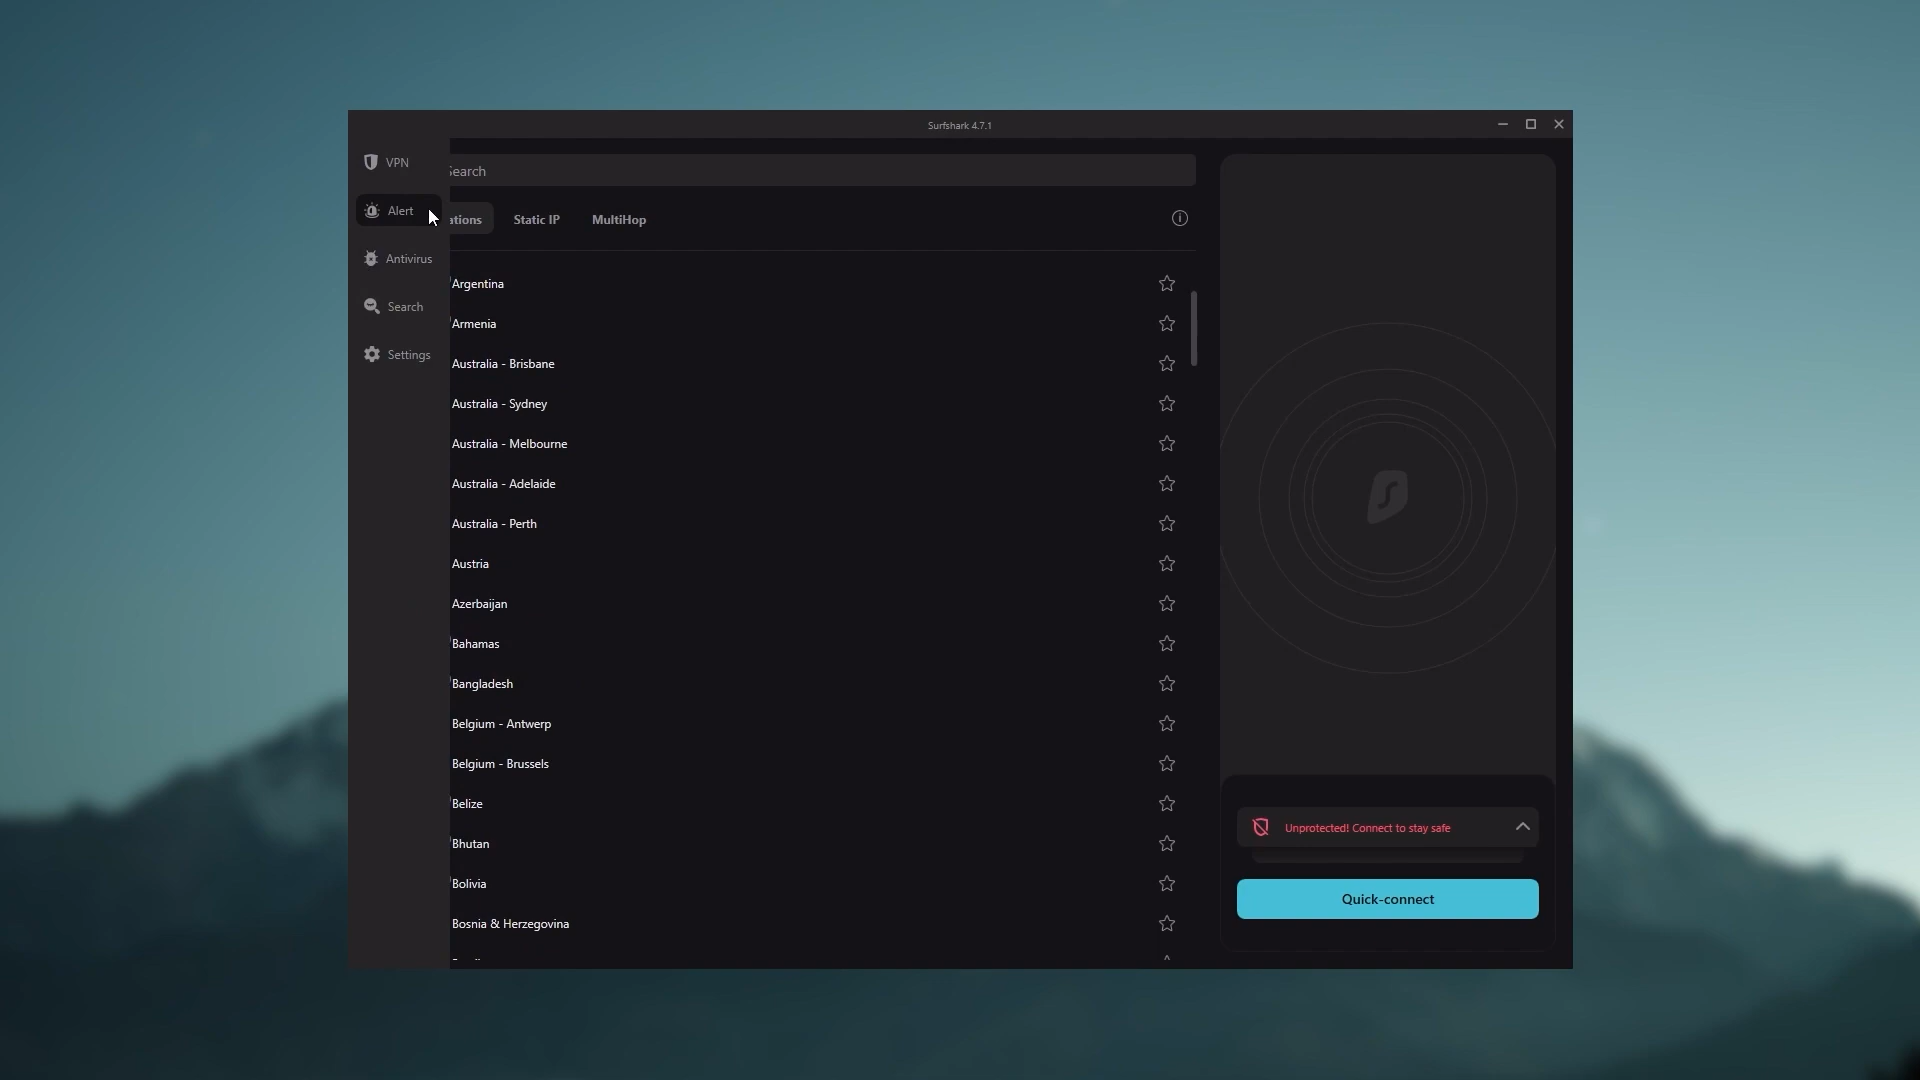 Surfshark 4.7.1
VPN
Alert
Antivirus
Search
Settings
Search
Static IP
MultiHop
Argentina
Armenia
Australia - Brisbane
Australia - Sydney
Australia - Melbourne
Australia - Adelaide
Australia - Perth
Austria
Azerbaijan
Bahamas
Bangladesh
Belgium - Antwerp
Belgium - Brussels
Belize
Bhutan
Bolivia
Bosnia & Herzegovina
Unprotected! Connect to stay safe
Quick-connect